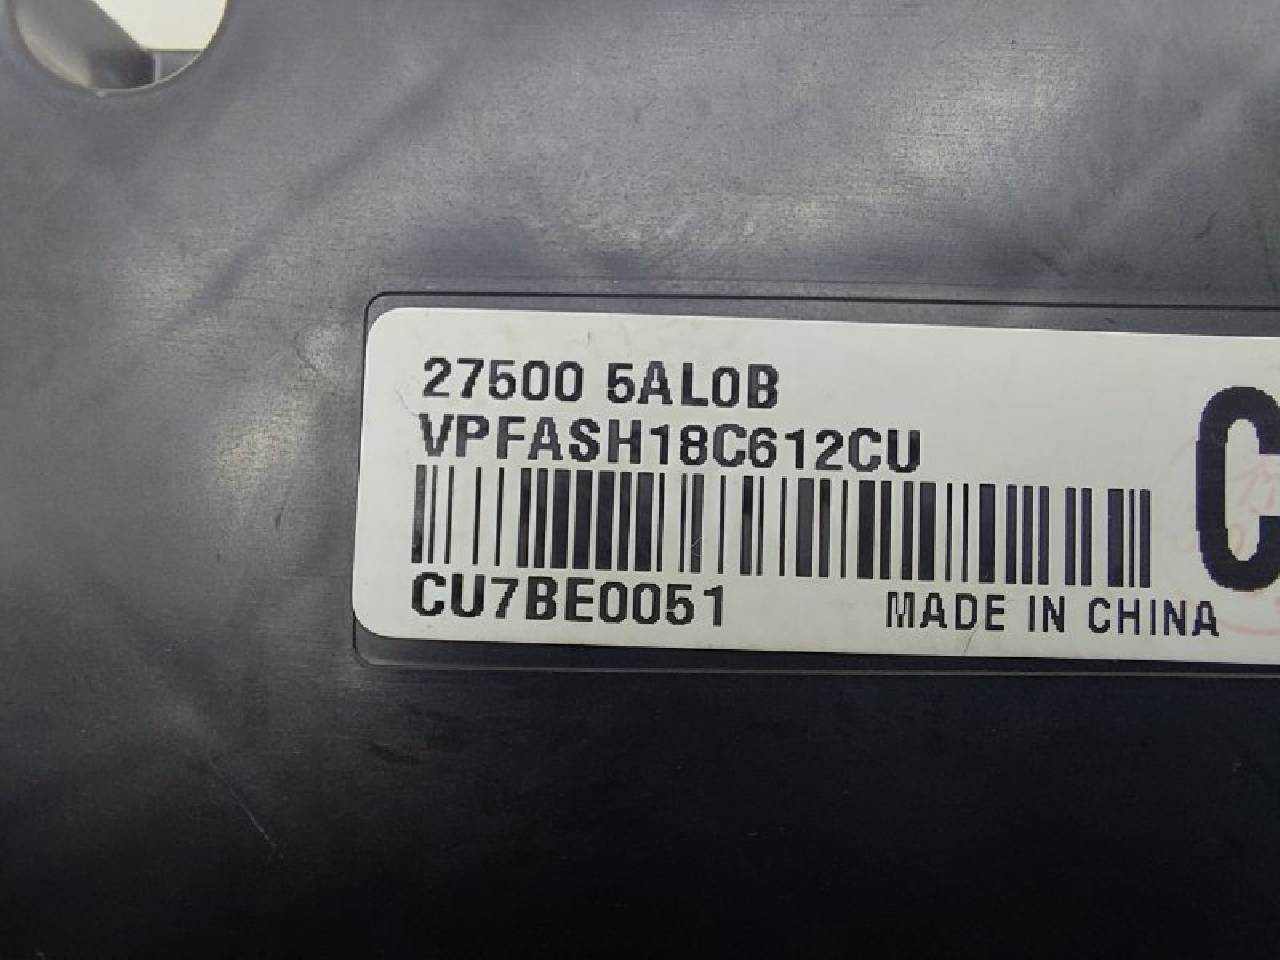 27500 5AL0B
VPFASH18C612CU
CU7BE0051
MADE IN CHINA
C